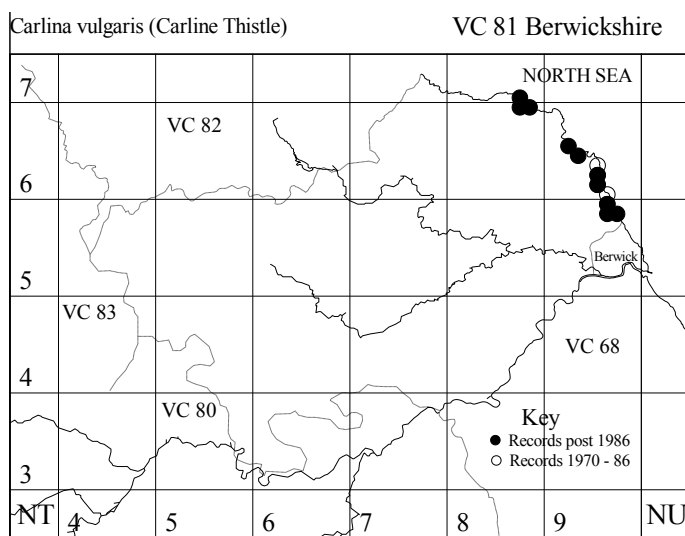 Carlina vulgaris (Carline Thistle) VC 81 Berwickshire
NORTH SEA
7
VC 82
6
Berwick
5
VC 83
VC 68
4
VC 80
Key
Records post 1986
Records 1970 - 86
3
NT 4 5 6 7 8 9 NU